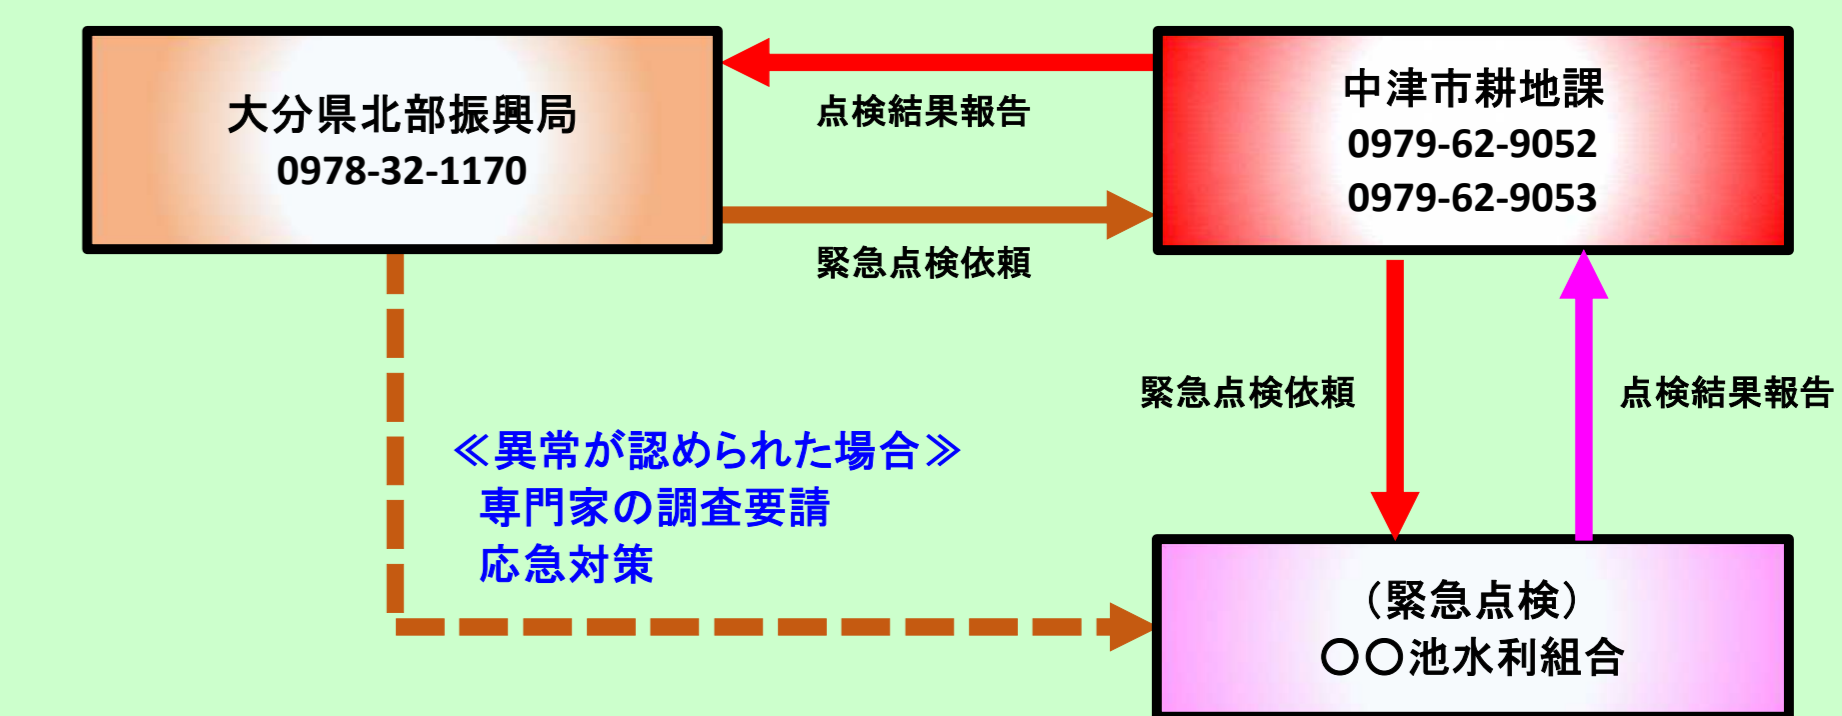 大分県北部振興局
0978-32-1170
点検結果報告
中津市耕地課
0979-62-9052
0979-62-9053
緊急点検依頼
緊急点検依頼
点検結果報告
≪異常が認められた場合≫
専門家の調査要請
応急対策
（緊急点検）
〇〇池水利組合